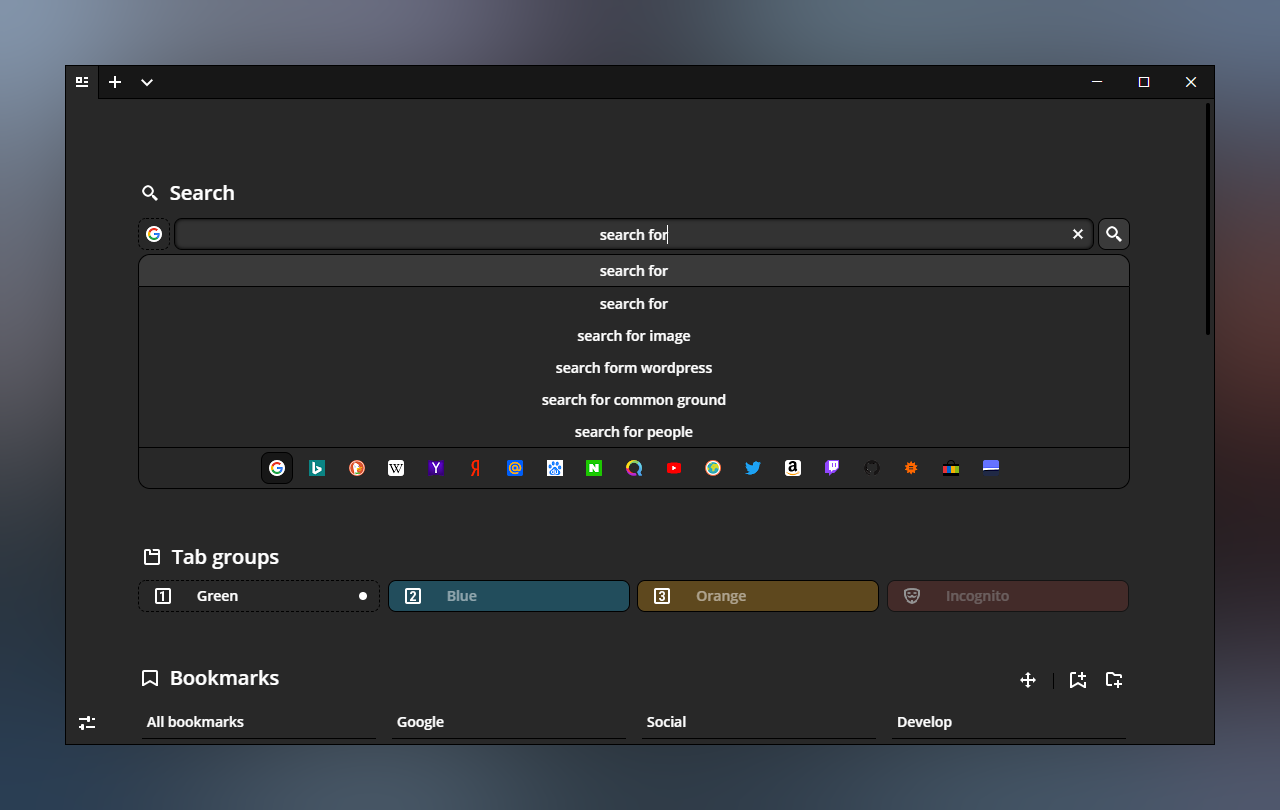 Search
search for
search for
search for
search for image
search form wordpress
search for common ground
search for people
Tab groups
1 Green 2 Blue 3 Orange Incognito
Bookmarks
All bookmarks Google Social Develop